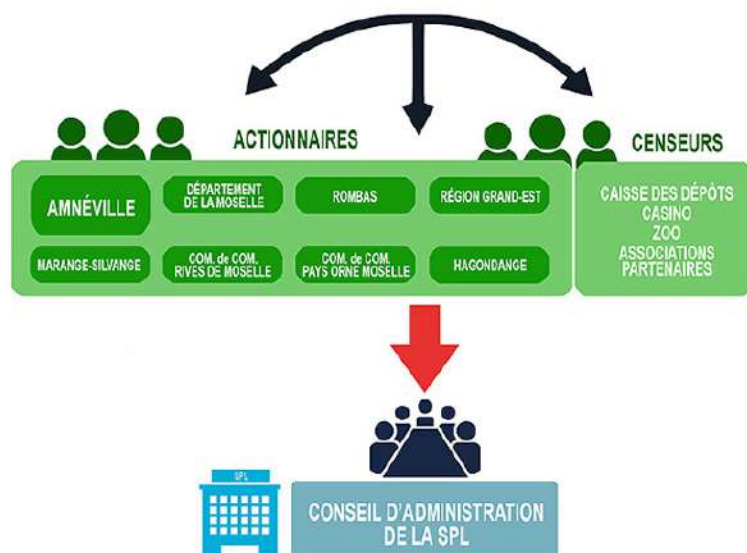 ACTIONNAIRES
CENSEURS
AMNÉVILLE
DÉPARTEMENT
DE LA MOSELLE
ROMBAS
RÉGION GRAND-EST
MARANGE-SILVANGE
COM. de COM.
RIVES DE MOSELLE
COM. de COM.
PAYS ORNE MOSELLE
HAGONDANGE
CAISSE DES DÉPÔTS
CASINO
ZOO
ASSOCIATIONS
PARTENAIRES
SPL
CONSEIL D'ADMINISTRATION
DE LA SPL